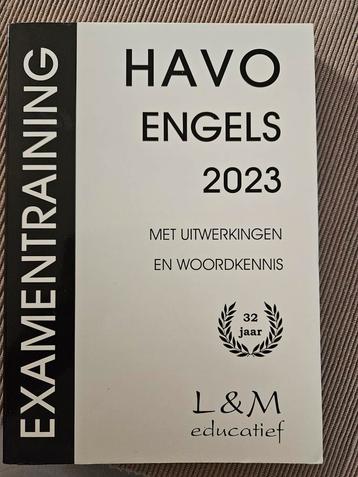 EXAMENTRAINING
HAVO
ENGELS
2023
MET UITWERKINGEN
EN WOORDKENNIS
32
jaar
L&M
educatief